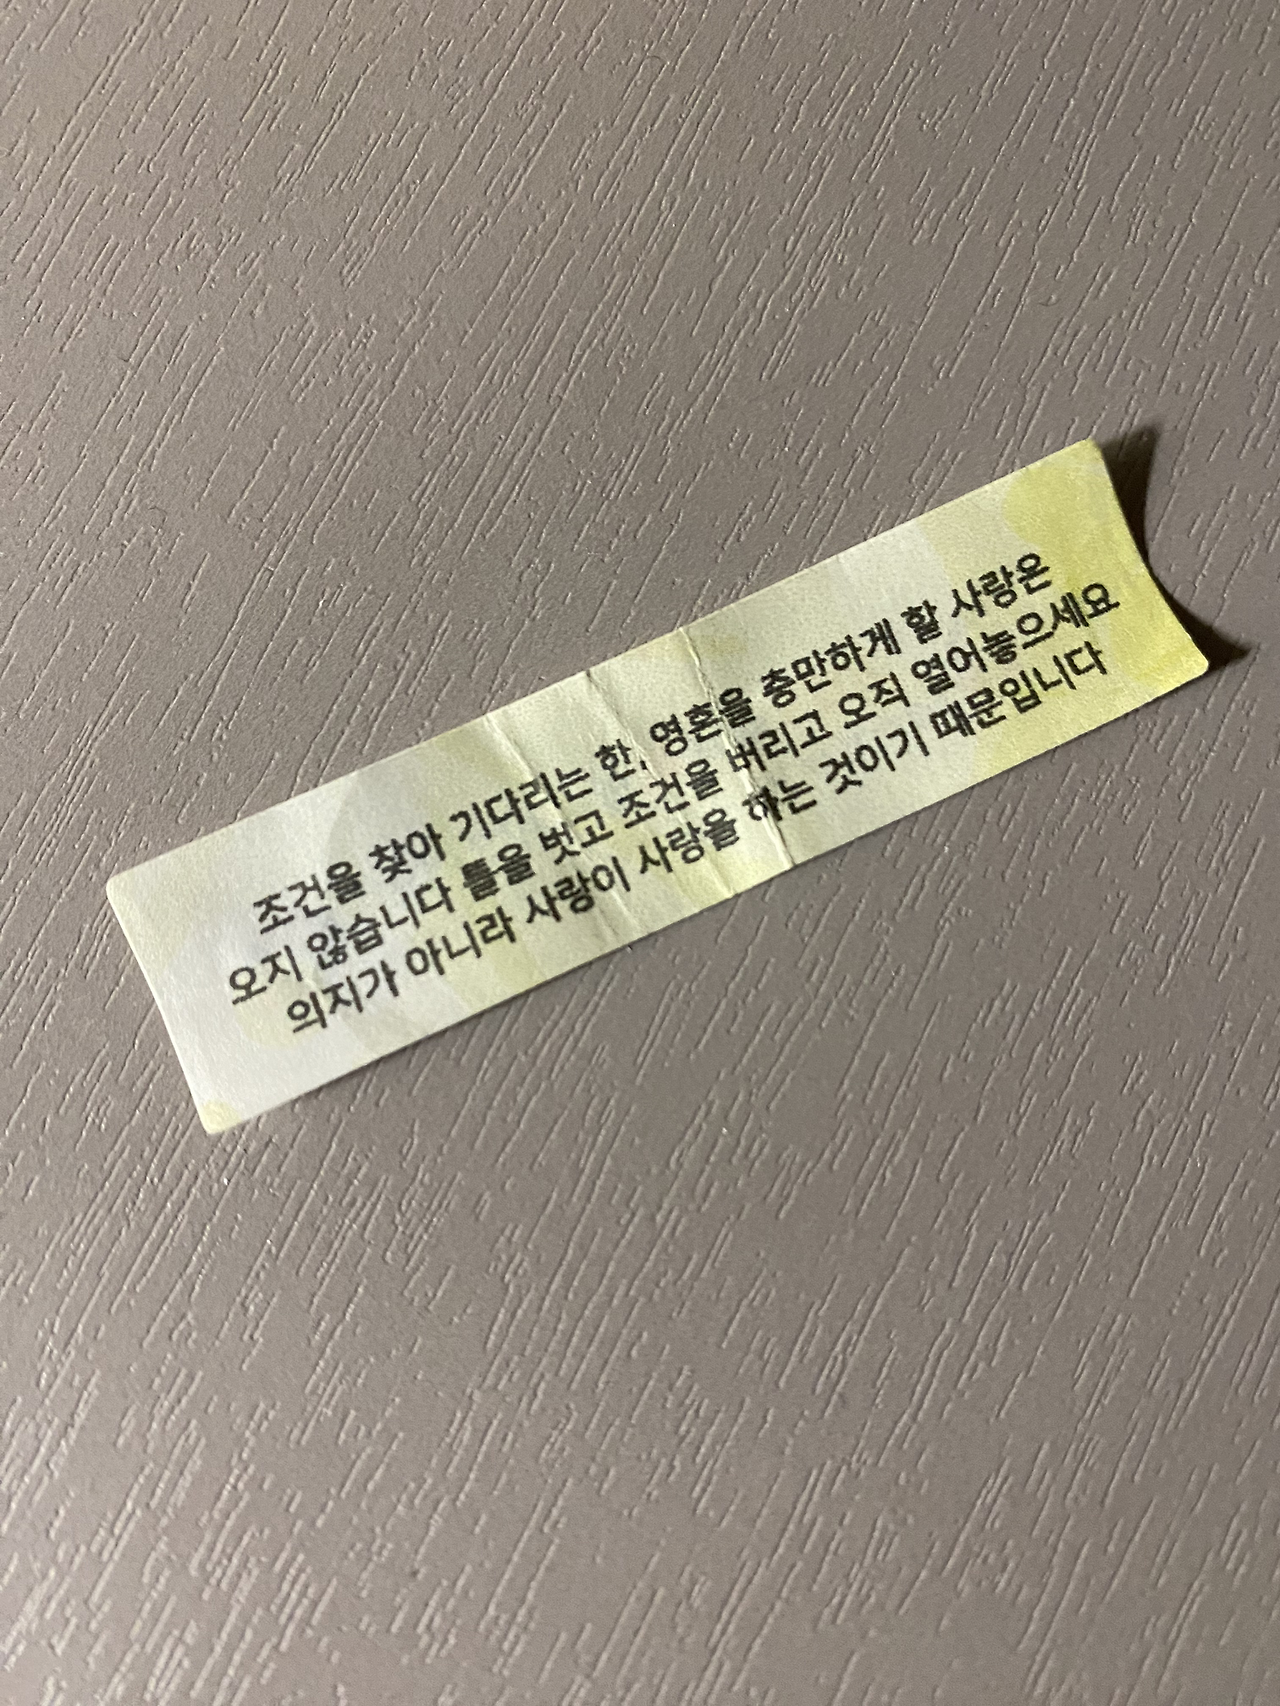 조건을 찾아 기다리는 한, 영혼을 충만하게 할 사랑은
오지 않습니다 틀을 벗고 조건을 버리고 오직 열어놓으세요
의지가 아니라 사랑이 사랑을 하는 것이기 때문입니다